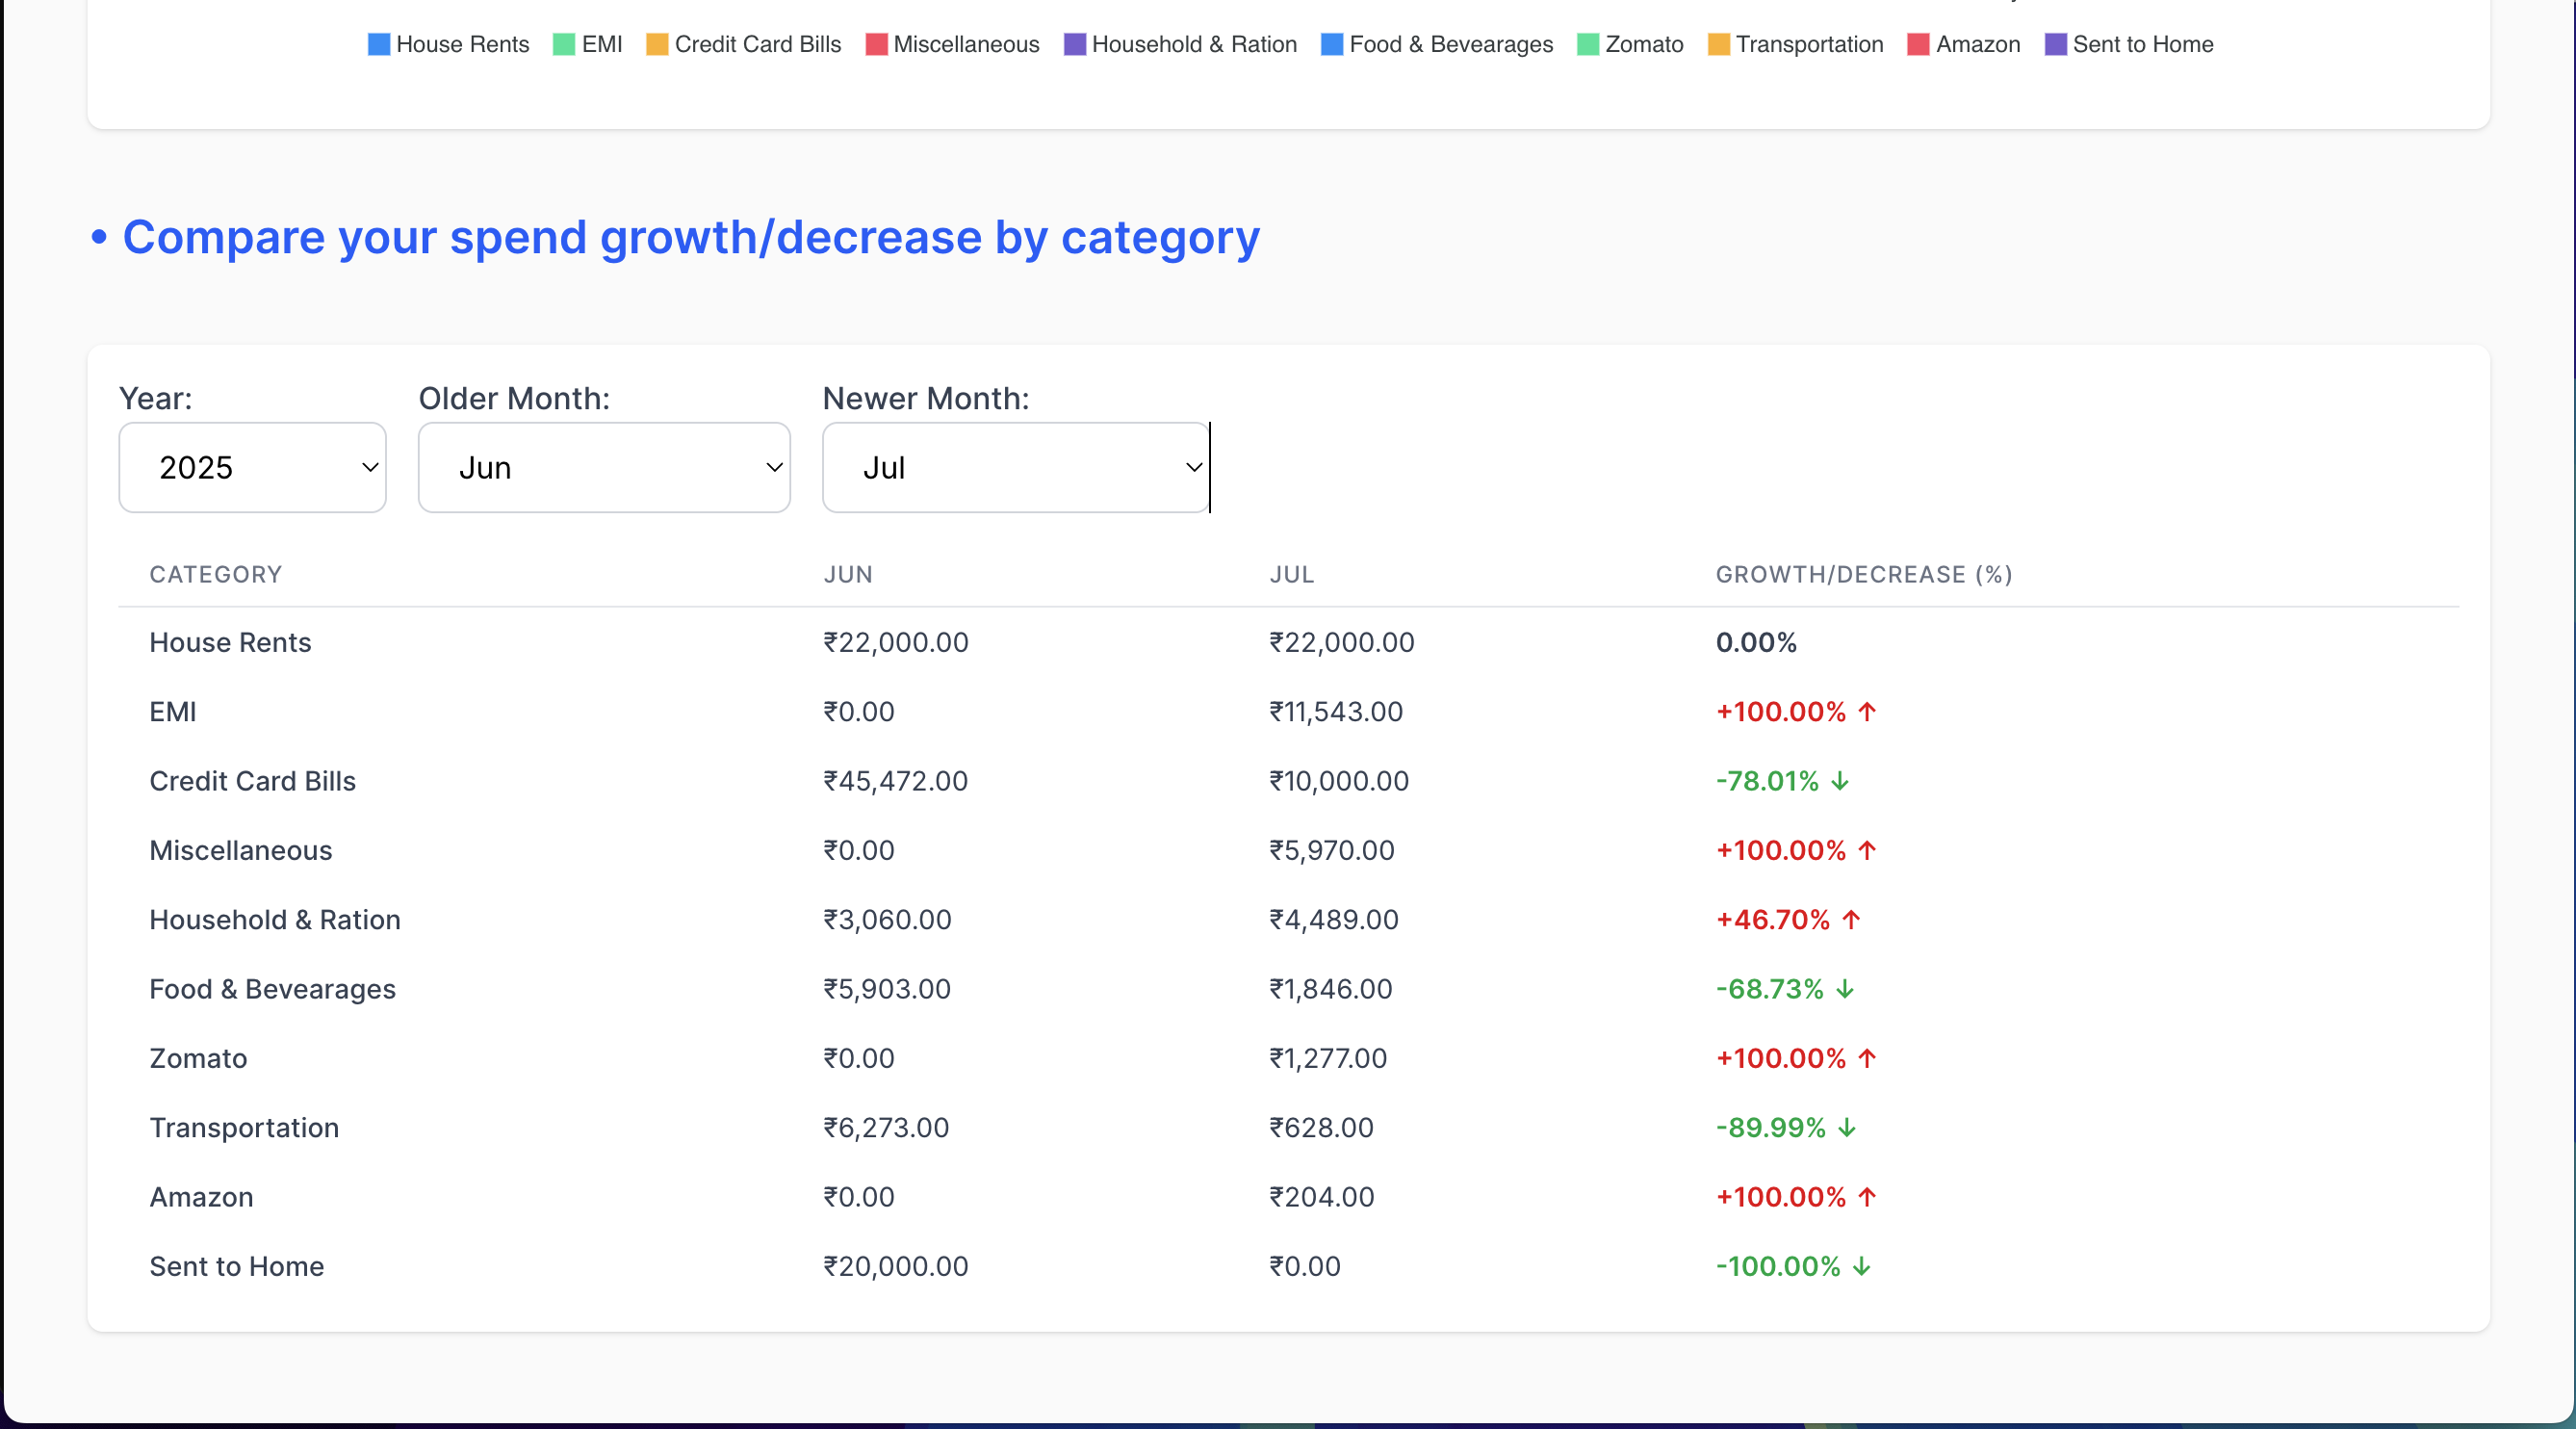 House Rents EMI Credit Card Bills Miscellaneous Household & Ration Food & Bevearages Zomato Transportation Amazon Sent to Home
• Compare your spend growth/decrease by category
Year: Older Month: Newer Month:
2025 Jun Jul
CATEGORY JUN JUL GROWTH/DECREASE (%)
House Rents ₹22,000.00 ₹22,000.00 0.00%
EMI ₹0.00 ₹11,543.00 +100.00% ↑
Credit Card Bills ₹45,472.00 ₹10,000.00 -78.01% ↓
Miscellaneous ₹0.00 ₹5,970.00 +100.00% ↑
Household & Ration ₹3,060.00 ₹4,489.00 +46.70% ↑
Food & Bevearages ₹5,903.00 ₹1,846.00 -68.73% ↓
Zomato ₹0.00 ₹1,277.00 +100.00% ↑
Transportation ₹6,273.00 ₹628.00 -89.99% ↓
Amazon ₹0.00 ₹204.00 +100.00% ↑
Sent to Home ₹20,000.00 ₹0.00 -100.00% ↓